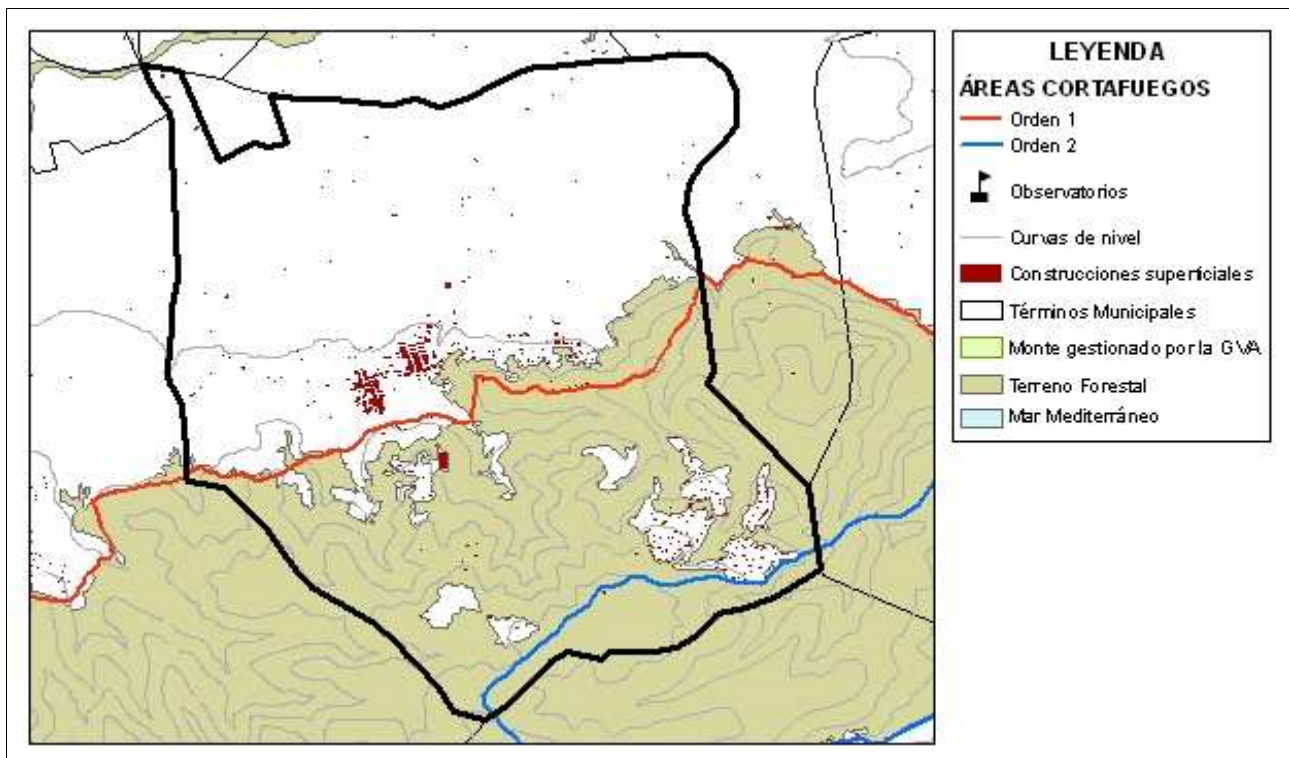 LEYENDA
ÁREAS CORTAFUEGOS
Orden 1
Orden 2
Observatorios
Curvas de nivel
Construcciones superficiales
Términos Municipales
Monte gestionado por la GVA
Terreno Forestal
Mar Mediterráneo